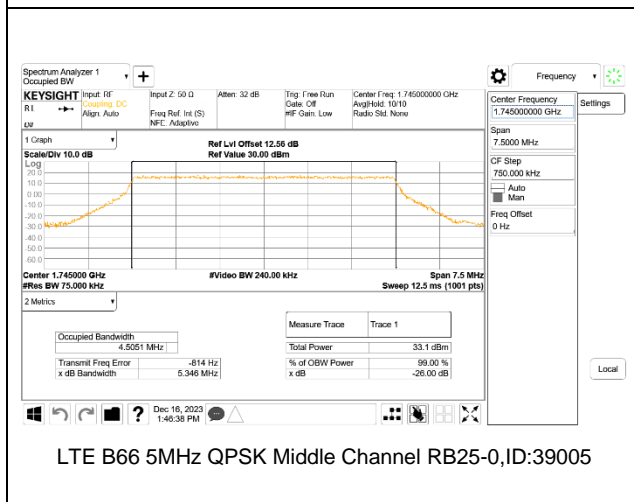 Spectrum Analyzer 1
Occupied BW
Frequency
KEYSIGHT Input: RF Input Z: 50 Ω Atten: 32 dB Trig: Free Run Center Freq: 1.745000000 GHz
Coupling: DC Gate: Off Avg|Hold: 10/10
Align: Auto Freq Ref: Int (S) #IF Gain: Low Radio Std: None
NFE: Adaptive
Center Frequency
1.745000000 GHz
Settings
Span
7.5000 MHz
CF Step
750.000 kHz
Auto
Man
Freq Offset
0 Hz
1 Graph
Ref Lvl Offset 12.56 dB
Scale/Div 10.0 dB Ref Value 30.00 dBm
Log
20.0
10.0
0.00
-10.0
-20.0
-30.0
-40.0
-50.0
-60.0
Center 1.745000 GHz #Video BW 240.00 kHz Span 7.5 MHz
#Res BW 75.000 kHz Sweep 12.5 ms (1001 pts)
2 Metrics
Measure Trace Trace 1
Occupied Bandwidth
4.5051 MHz
Total Power 33.1 dBm
Transmit Freq Error -814 Hz % of OBW Power 99.00 %
x dB Bandwidth 5.346 MHz x dB -26.00 dB
Local
Dec 16, 2023
1:46:38 PM
LTE B66 5MHz QPSK Middle Channel RB25-0,ID:39005